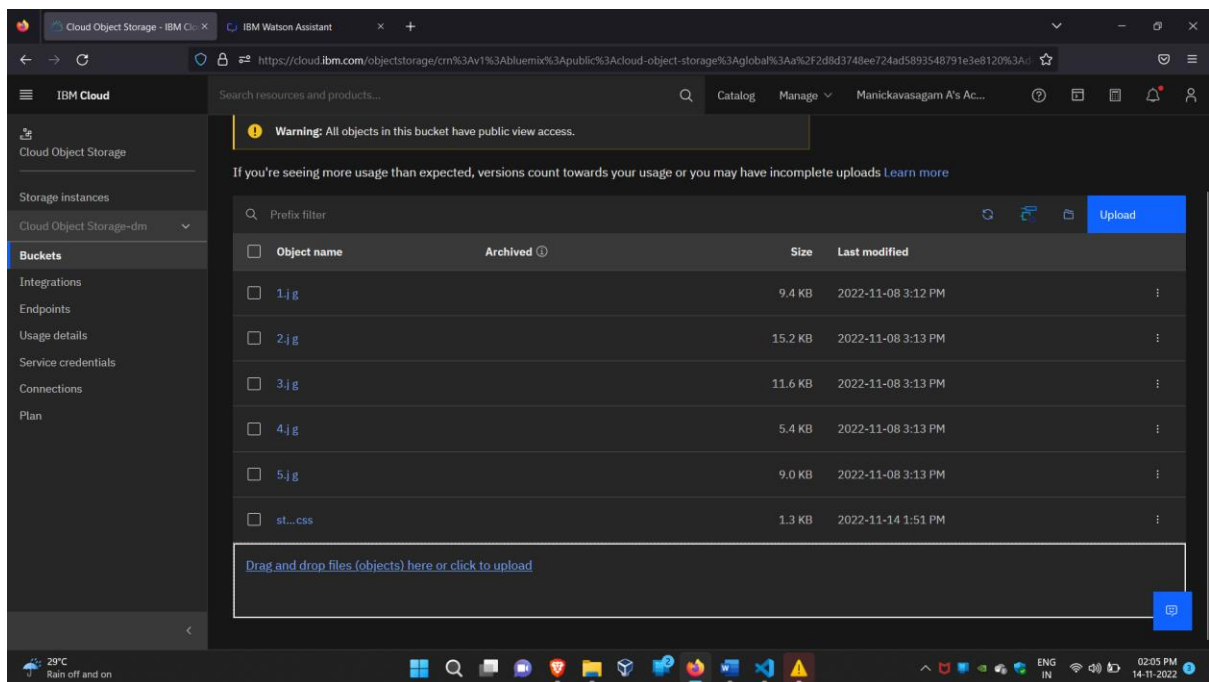 Cloud Object Storage - IBM Clo
IBM Watson Assistant
https://cloud.ibm.com/objectstorage/crn%3Av1%3Abluemix%3Apublic%3Acloud-object-storage%3Aglobal%3Aa%2F2d8d3748ee724ad5893548791e3e8120%3Ad
IBM Cloud
Search resources and products...
Catalog
Manage
Manickavasagam A's Ac...
Cloud Object Storage
Storage instances
Cloud Object Storage-dm
Buckets
Integrations
Endpoints
Usage details
Service credentials
Connections
Plan
Warning: All objects in this bucket have public view access.
If you're seeing more usage than expected, versions count towards your usage or you may have incomplete uploads Learn more
Prefix filter
Upload
Object name Archived Size Last modified
1.j g 9.4 KB 2022-11-08 3:12 PM
2.j g 15.2 KB 2022-11-08 3:13 PM
3.j g 11.6 KB 2022-11-08 3:13 PM
4.j g 5.4 KB 2022-11-08 3:13 PM
5.j g 9.0 KB 2022-11-08 3:13 PM
st...css 1.3 KB 2022-11-14 1:51 PM
Drag and drop files (objects) here or click to upload
29°C
Rain off and on
2
ENG
IN
02:05 PM
14-11-2022
3